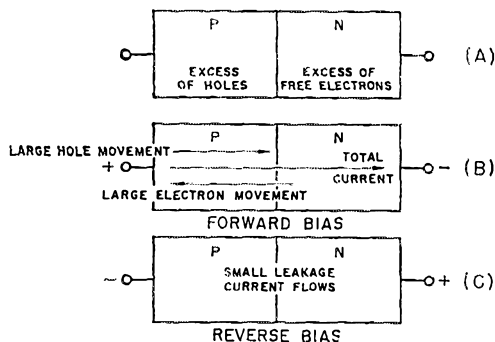 P N
(A)
EXCESS OF HOLES
EXCESS OF FREE ELECTRONS
P N
LARGE HOLE MOVEMENT
+ TOTAL CURRENT − (B)
LARGE ELECTRON MOVEMENT
FORWARD BIAS
P N
− SMALL LEAKAGE CURRENT FLOWS + (C)
REVERSE BIAS